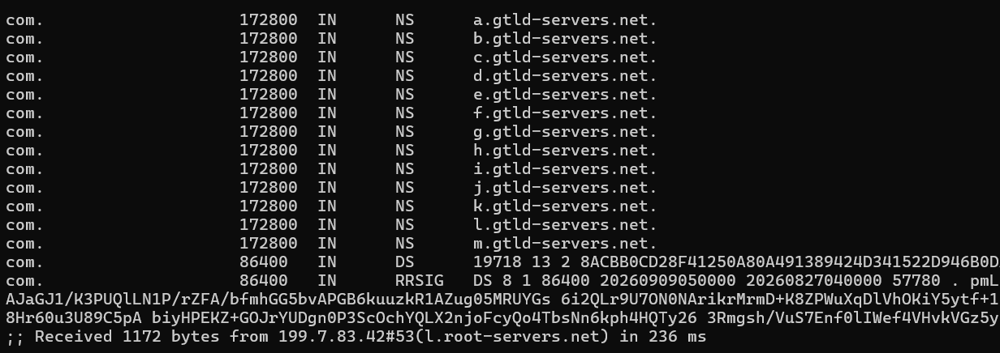 com. 172800 IN NS a.gtld-servers.net.
com. 172800 IN NS b.gtld-servers.net.
com. 172800 IN NS c.gtld-servers.net.
com. 172800 IN NS d.gtld-servers.net.
com. 172800 IN NS e.gtld-servers.net.
com. 172800 IN NS f.gtld-servers.net.
com. 172800 IN NS g.gtld-servers.net.
com. 172800 IN NS h.gtld-servers.net.
com. 172800 IN NS i.gtld-servers.net.
com. 172800 IN NS j.gtld-servers.net.
com. 172800 IN NS k.gtld-servers.net.
com. 172800 IN NS l.gtld-servers.net.
com. 172800 IN NS m.gtld-servers.net.
com. 86400 IN DS 19718 13 2 8ACBB0CD28F41250A80A491389424D341522D946B0D
com. 86400 IN RRSIG DS 8 1 86400 20260909050000 20260827040000 57780 . pmL
AJaGJ1/K3PUQlLN1P/rZFA/bfmhGG5bvAPGB6kuuzkR1AZug05MRUYGs 6i2QLr9U7ON0NArikrMrmD+K8ZPWuXqDlVhOKiY5ytf+1
8Hr60u3U89C5pA biyHPEKZ+GOJrYUDgn0P3ScOchYQLX2njoFcyQo4TbsNn6kph4HQTy26 3Rmgsh/VuS7Enf0lIWef4VHvkVGz5y
;; Received 1172 bytes from 199.7.83.42#53(l.root-servers.net) in 236 ms